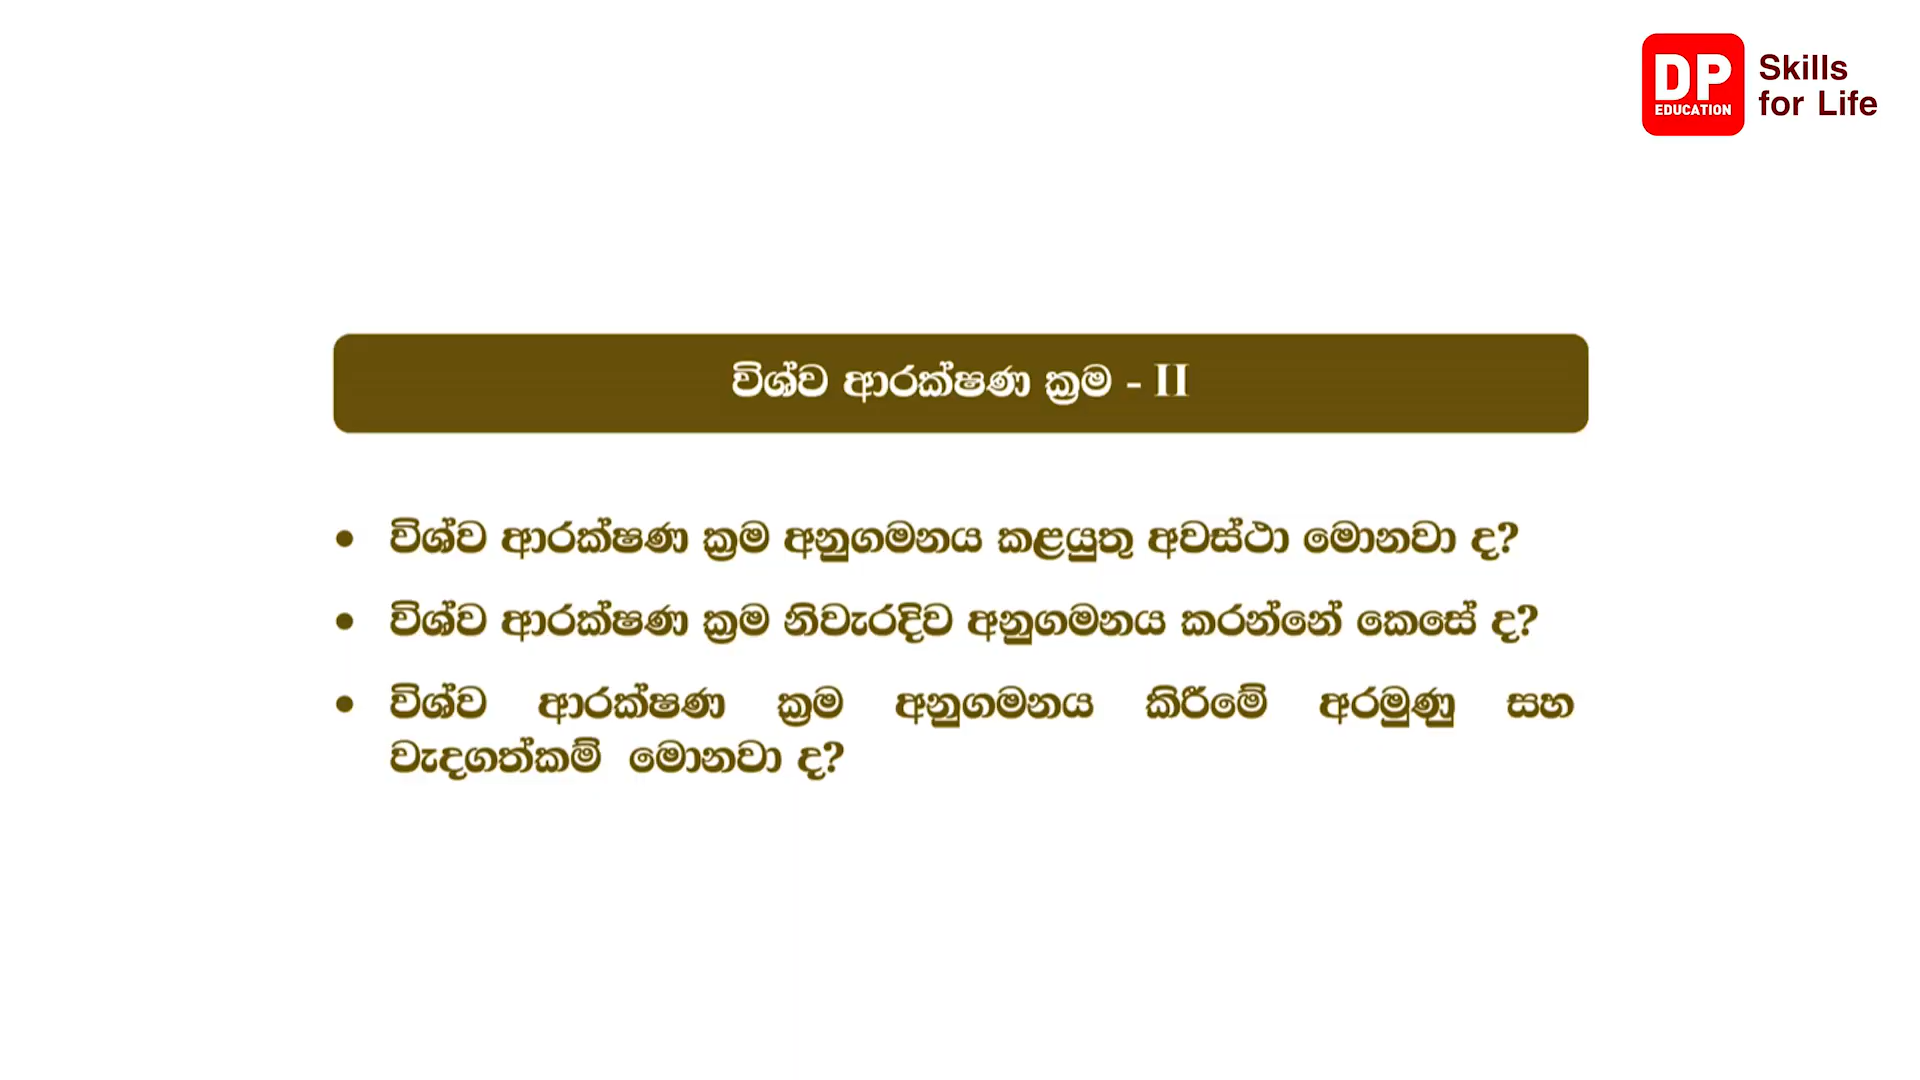 DP
EDUCATION
Skills
for Life
විශ්ව ආරක්ෂණ ක්‍රම - II
• විශ්ව ආරක්ෂණ ක්‍රම අනුගමනය කළයුතු අවස්ථා මොනවා ද?
• විශ්ව ආරක්ෂණ ක්‍රම නිවැරදිව අනුගමනය කරන්නේ කෙසේ ද?
• විශ්ව ආරක්ෂණ ක්‍රම අනුගමනය කිරීමේ අරමුණු සහ
වැදගත්කම් මොනවා ද?